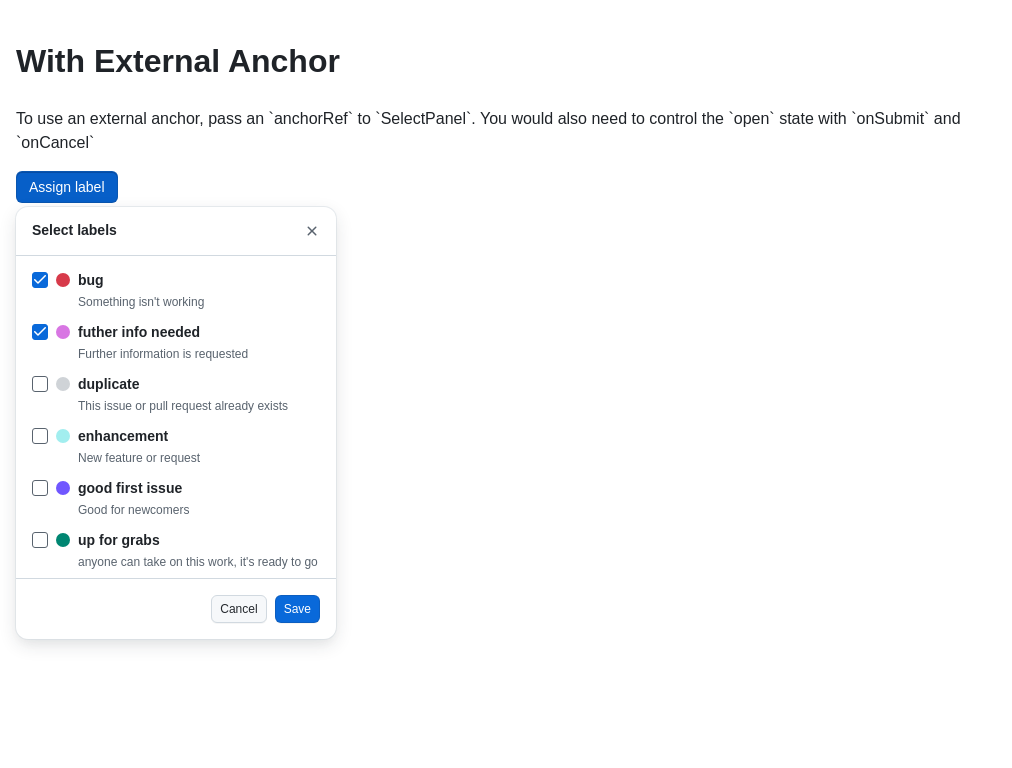 With External Anchor
To use an external anchor, pass an `anchorRef` to `SelectPanel`. You would also need to control the `open` state with `onSubmit` and
`onCancel`
Assign label
Select labels
bug
Something isn't working
futher info needed
Further information is requested
duplicate
This issue or pull request already exists
enhancement
New feature or request
good first issue
Good for newcomers
up for grabs
anyone can take on this work, it's ready to go
Cancel Save